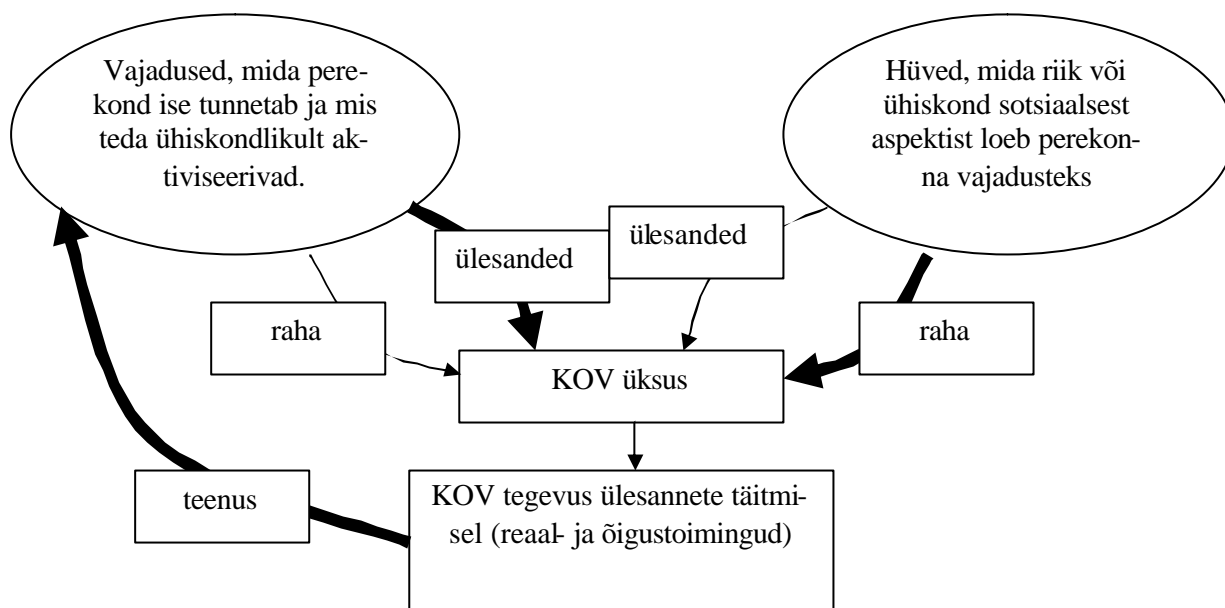 Vajadused, mida pere-
kond ise tunnetab ja mis
teda ühiskondlikult ak-
tiviseerivad.
Hüved, mida riik või
ühiskond sotsiaalsest
aspektist loeb perekon-
na vajadusteks
ülesanded
ülesanded
raha
raha
KOV üksus
teenus
KOV tegevus ülesannete täitmi-
sel (reaal- ja õigustoimingud)